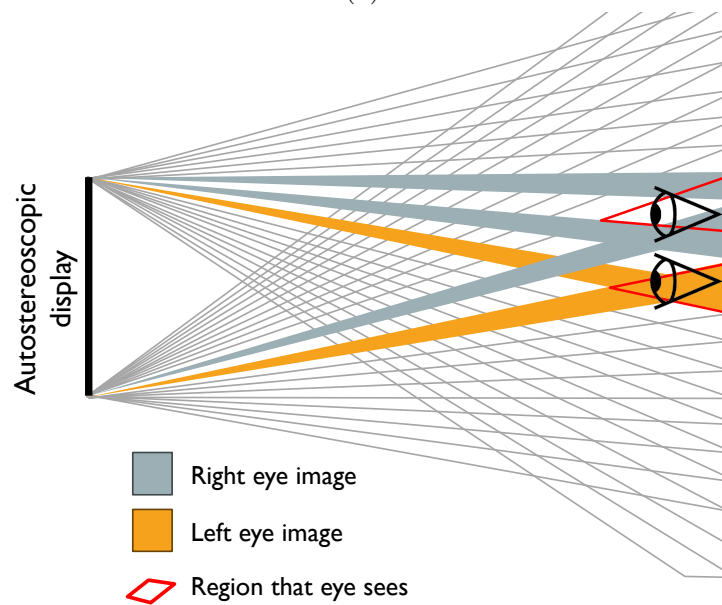 Autostereoscopic
display
Right eye image
Left eye image
Region that eye sees